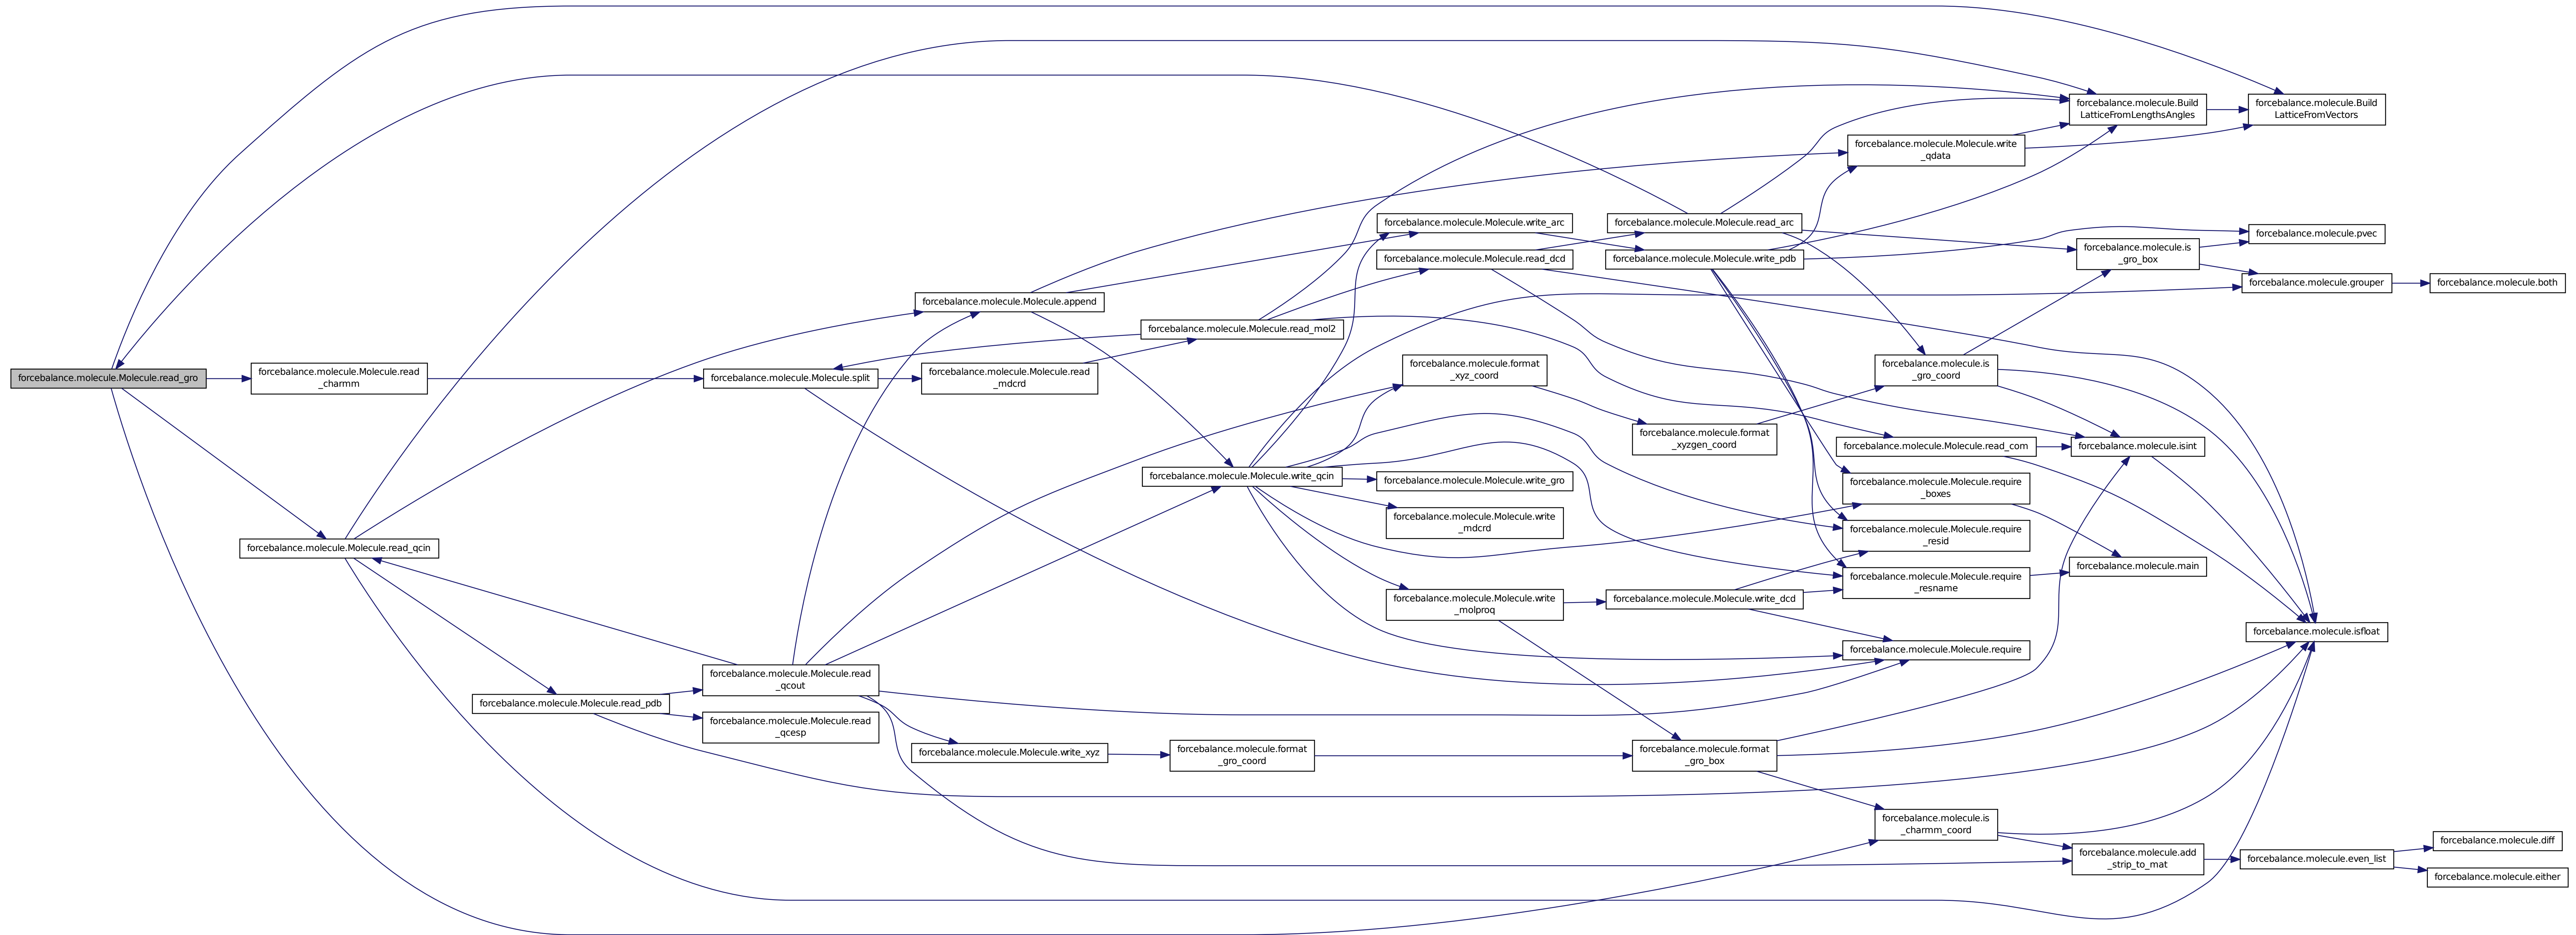 forcebalance.molecule.Molecule.read_gro
forcebalance.molecule.Molecule.read
_charmm
forcebalance.molecule.Molecule.read_qcin
forcebalance.molecule.Molecule.read_pdb
forcebalance.molecule.Molecule.split
forcebalance.molecule.Molecule.read
_qcout
forcebalance.molecule.Molecule.read
_qcesp
forcebalance.molecule.Molecule.append
forcebalance.molecule.Molecule.read
_mdcrd
forcebalance.molecule.Molecule.write_xyz
forcebalance.molecule.Molecule.read_mol2
forcebalance.molecule.Molecule.write_qcin
forcebalance.molecule.format
_gro_coord
forcebalance.molecule.Molecule.write_arc
forcebalance.molecule.Molecule.read_dcd
forcebalance.molecule.format
_xyz_coord
forcebalance.molecule.Molecule.write_gro
forcebalance.molecule.Molecule.write
_mdcrd
forcebalance.molecule.Molecule.write
_molproq
forcebalance.molecule.Molecule.read_arc
forcebalance.molecule.Molecule.write_pdb
forcebalance.molecule.format
_xyzgen_coord
forcebalance.molecule.Molecule.write_dcd
forcebalance.molecule.format
_gro_box
forcebalance.molecule.Molecule.write
_qdata
forcebalance.molecule.is
_gro_coord
forcebalance.molecule.Molecule.read_com
forcebalance.molecule.Molecule.require
_boxes
forcebalance.molecule.Molecule.require
_resid
forcebalance.molecule.Molecule.require
_resname
forcebalance.molecule.Molecule.require
forcebalance.molecule.is
_charmm_coord
forcebalance.molecule.Build
LatticeFromLengthsAngles
forcebalance.molecule.is
_gro_box
forcebalance.molecule.isint
forcebalance.molecule.main
forcebalance.molecule.add
_strip_to_mat
forcebalance.molecule.Build
LatticeFromVectors
forcebalance.molecule.pvec
forcebalance.molecule.grouper
forcebalance.molecule.isfloat
forcebalance.molecule.even_list
forcebalance.molecule.both
forcebalance.molecule.diff
forcebalance.molecule.either